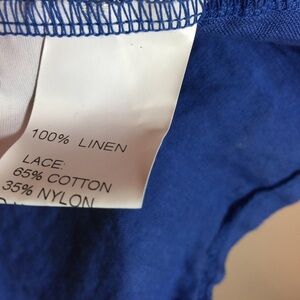 100% LINEN
LACE:
65% COTTON
35% NYLON